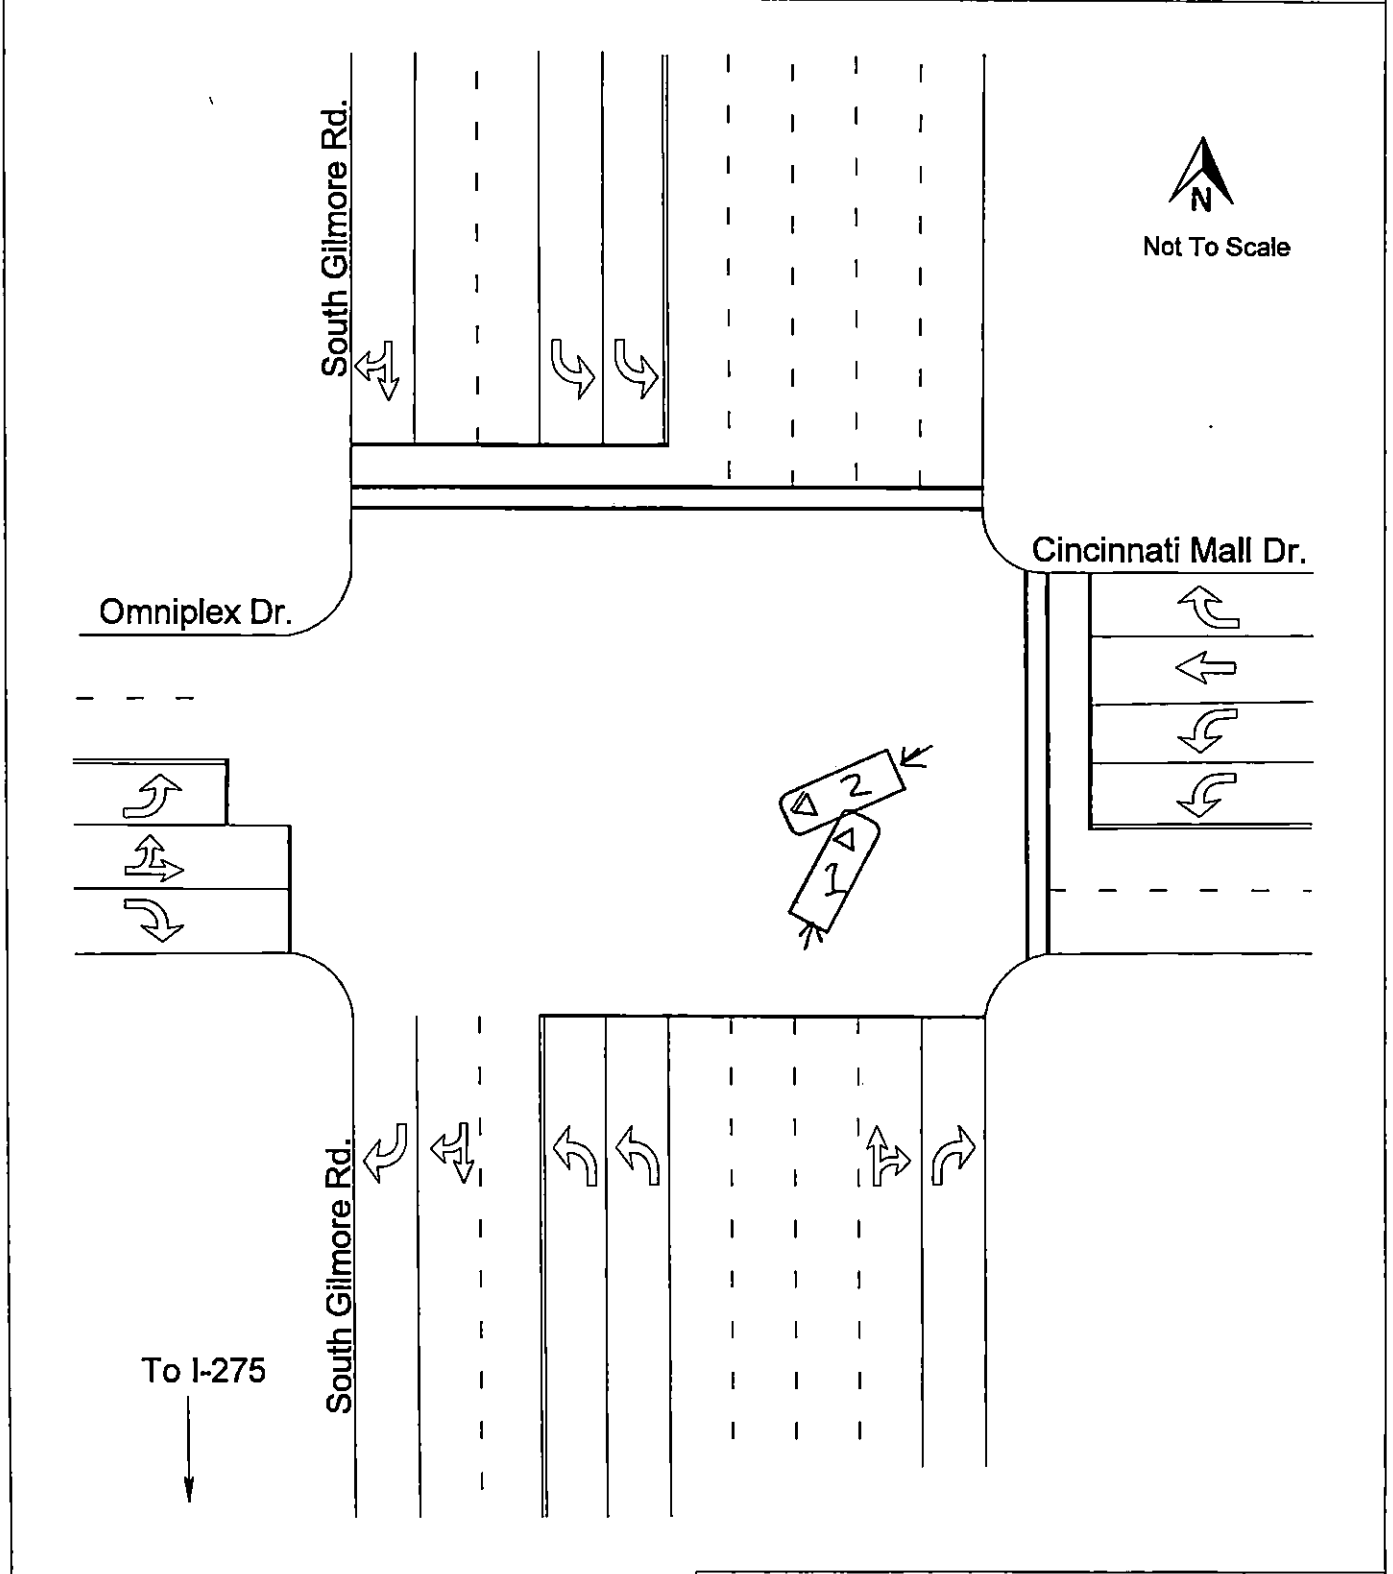 South Gilmore Rd.
N
Not To Scale
Cincinnati Mall Dr.
Omniplex Dr.
2
1
South Gilmore Rd.
To I-275